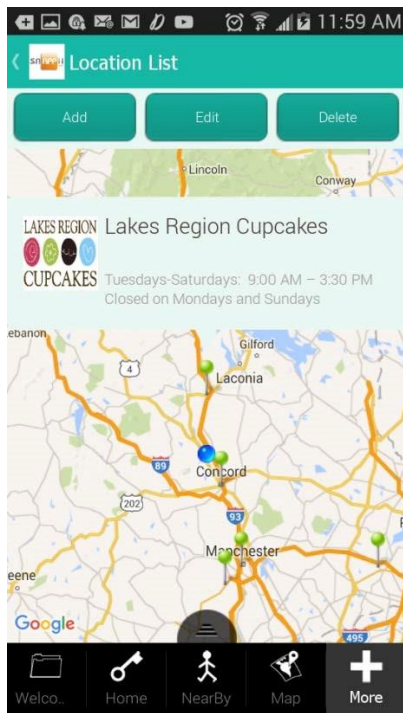 11:59 AM
Location List
Add
Edit
Delete
Lincoln
Conway
LAKES REGION
CUPCAKES
Lakes Region Cupcakes
Tuesdays-Saturdays: 9:00 AM – 3:30 PM
Closed on Mondays and Sundays
ebanon
Gilford
4
Laconia
89
Concord
202
93
Manchester
eene
Google
495
Welco..
Home
NearBy
Map
More